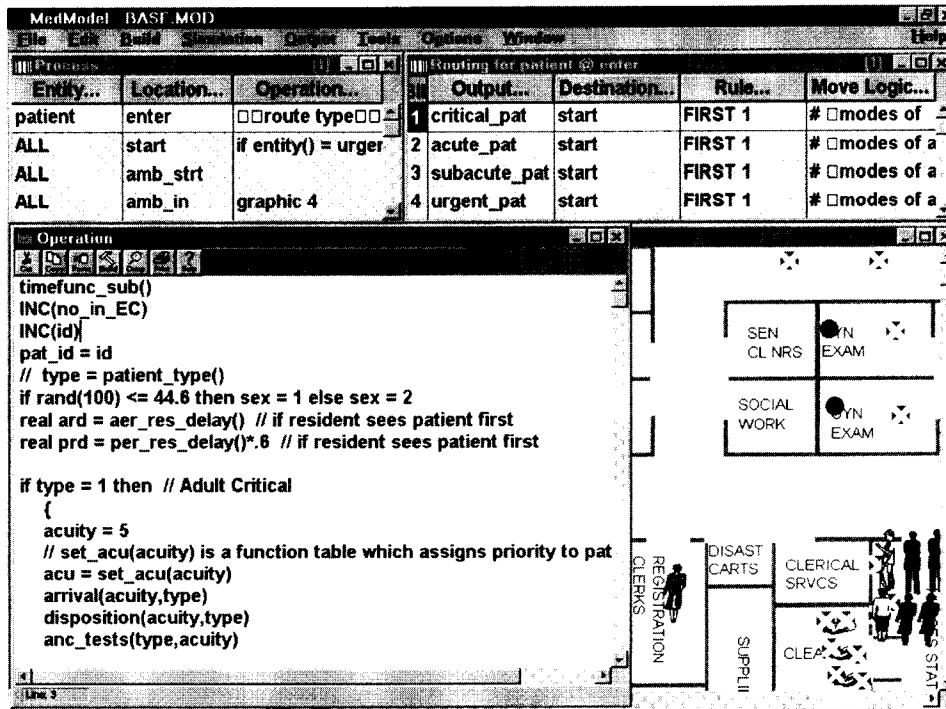 MedModel BASE.MOD
File Edit Build Simulation Output Tools Options Window Help
Process
Routing for patient @ enter
Entity... Location... Operation...
Output... Destination... Rule... Move Logic...
patient enter □□route type□□
1 critical_pat start FIRST 1 # □modes of
ALL start if entity() = urger
2 acute_pat start FIRST 1 # □modes of a
ALL amb_strt
3 subacute_pat start FIRST 1 # □modes of a
ALL amb_in graphic 4
4 urgent_pat start FIRST 1 # □modes of a
Operation
timefunc_sub()
INC(no_in_EC)
INC(id)
pat_id = id
// type = patient_type()
if rand(100) <= 44.6 then sex = 1 else sex = 2
real ard = aer_res_delay() // if resident sees patient first
real prd = per_res_delay()*.6 // if resident sees patient first
if type = 1 then // Adult Critical
{
acuity = 5
// set_acu(acuity) is a function table which assigns priority to pat
acu = set_acu(acuity)
arrival(acuity,type)
disposition(acuity,type)
anc_tests(type,acuity)
Line: 3
SEN
CL NRS
YN
EXAM
SOCIAL
WORK
YN
EXAM
REGISTRATION
CLERKS
DISAST
CARTS
CLERICAL
SRVCS
SUPPLI
CLEA
STAT